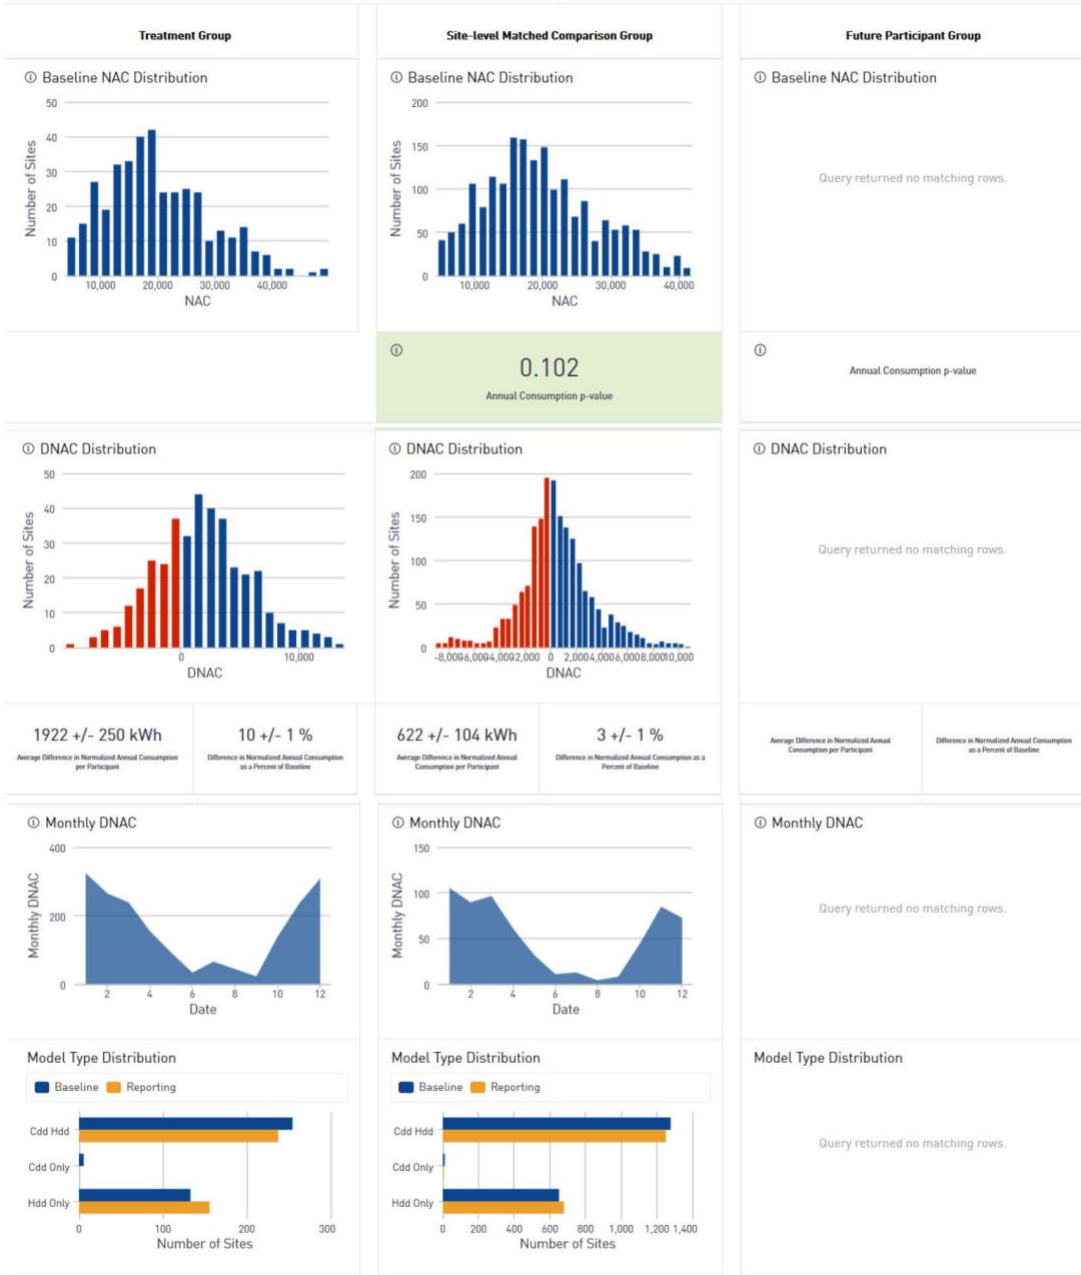 Treatment Group
Site-level Matched Comparison Group
Future Participant Group
Baseline NAC Distribution
50
40
30
20
10
0
Number of Sites
10,000 20,000 30,000 40,000
NAC
Baseline NAC Distribution
200
150
100
50
0
Number of Sites
10,000 20,000 30,000 40,000
NAC
Baseline NAC Distribution
Query returned no matching rows.
0.102
Annual Consumption p-value
Annual Consumption p-value
DNAC Distribution
50
40
30
20
10
0
Number of Sites
0 10,000
DNAC
DNAC Distribution
200
150
100
50
0
Number of Sites
-8,000-6,000-4,000-2,000 0 2,000 4,000 6,000 8,000 10,000
DNAC
DNAC Distribution
Query returned no matching rows.
1922 +/- 250 kWh
Average Difference in Normalized Annual Consumption
per Participant
10 +/- 1 %
Difference in Normalized Annual Consumption
as a Percent of Baseline
622 +/- 104 kWh
Average Difference in Normalized Annual
Consumption per Participant
3 +/- 1 %
Difference in Normalized Annual Consumption as a
Percent of Baseline
Average Difference in Normalized Annual
Consumption per Participant
Difference in Normalized Annual Consumption
as a Percent of Baseline
Monthly DNAC
400
200
0
Monthly DNAC
2 4 6 8 10 12
Date
Monthly DNAC
150
100
50
0
Monthly DNAC
2 4 6 8 10 12
Date
Monthly DNAC
Query returned no matching rows.
Model Type Distribution
Baseline Reporting
Cdd Hdd
Cdd Only
Hdd Only
0 100 200 300
Number of Sites
Model Type Distribution
Baseline Reporting
Cdd Hdd
Cdd Only
Hdd Only
0 200 400 600 800 1,000 1,200 1,400
Number of Sites
Model Type Distribution
Query returned no matching rows.